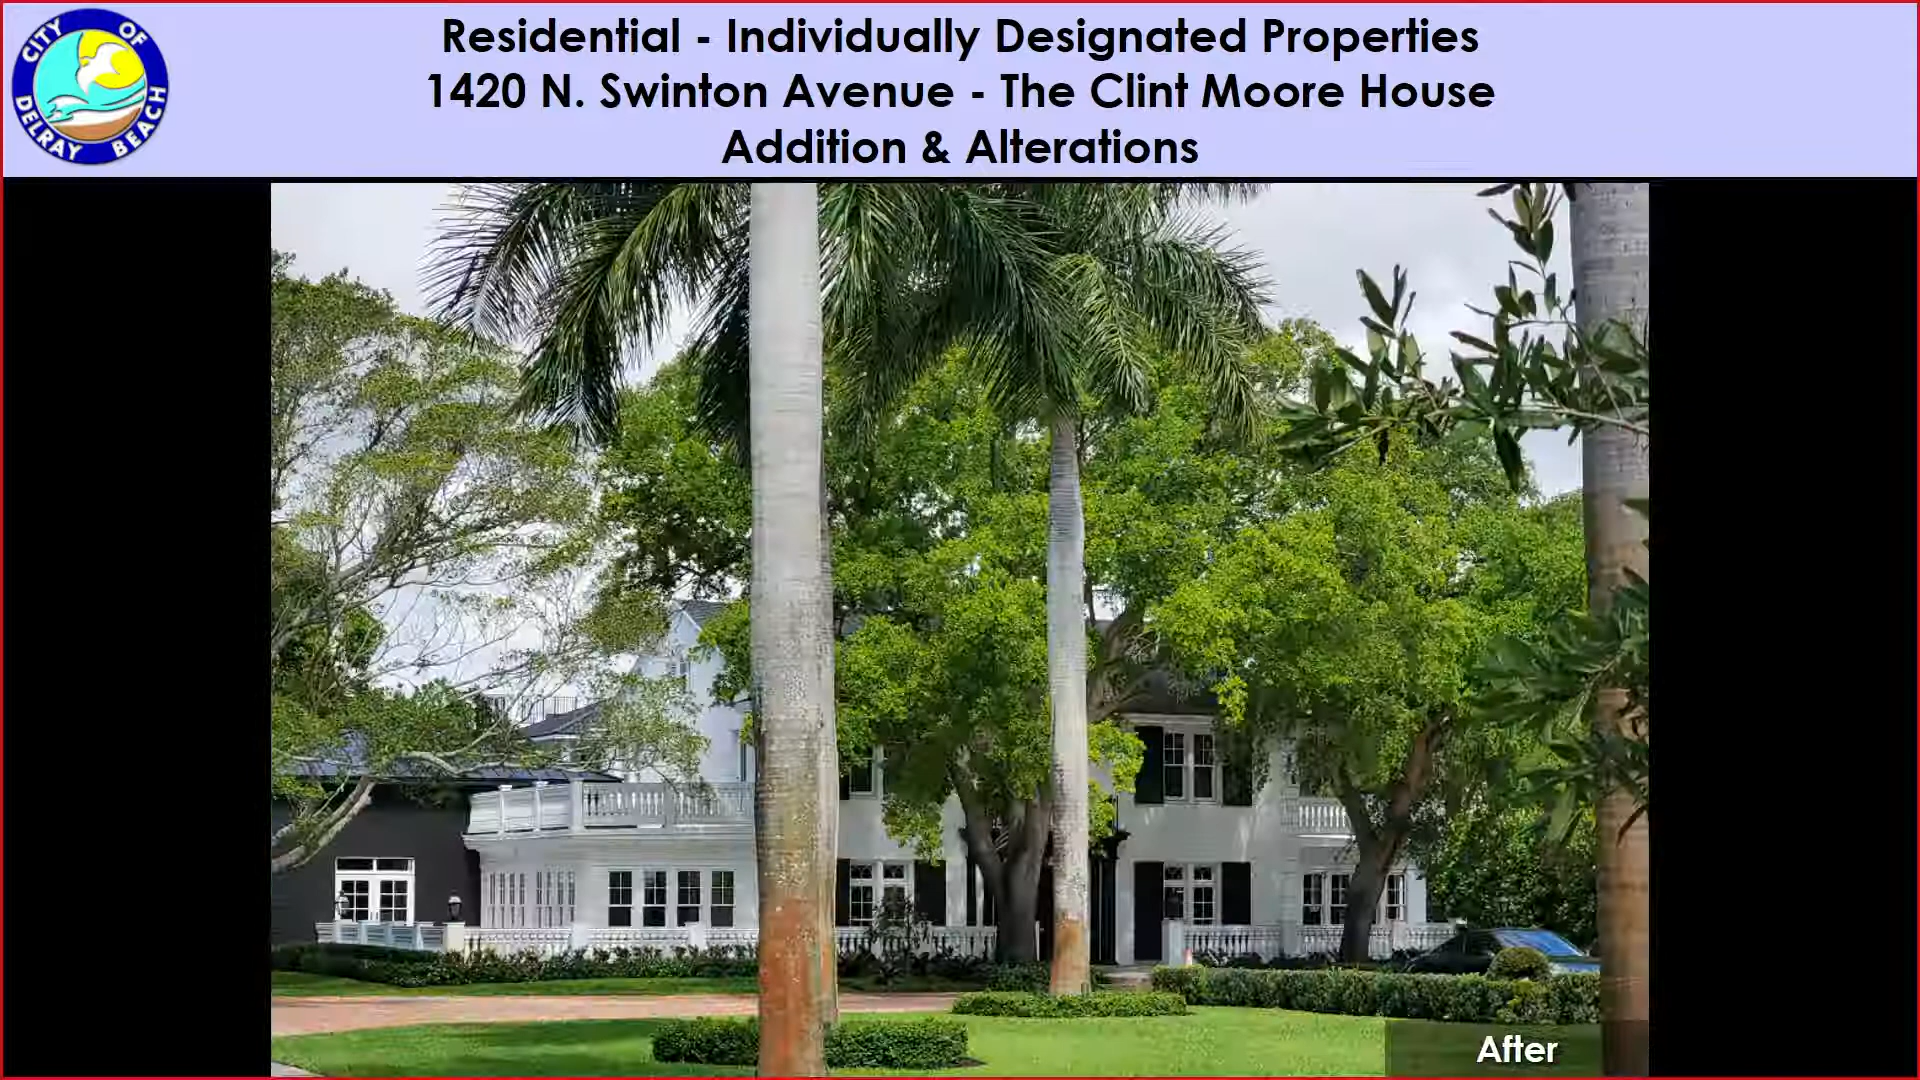 CITY OF
DELRAY BEACH
Residential - Individually Designated Properties
1420 N. Swinton Avenue - The Clint Moore House
Addition & Alterations
After